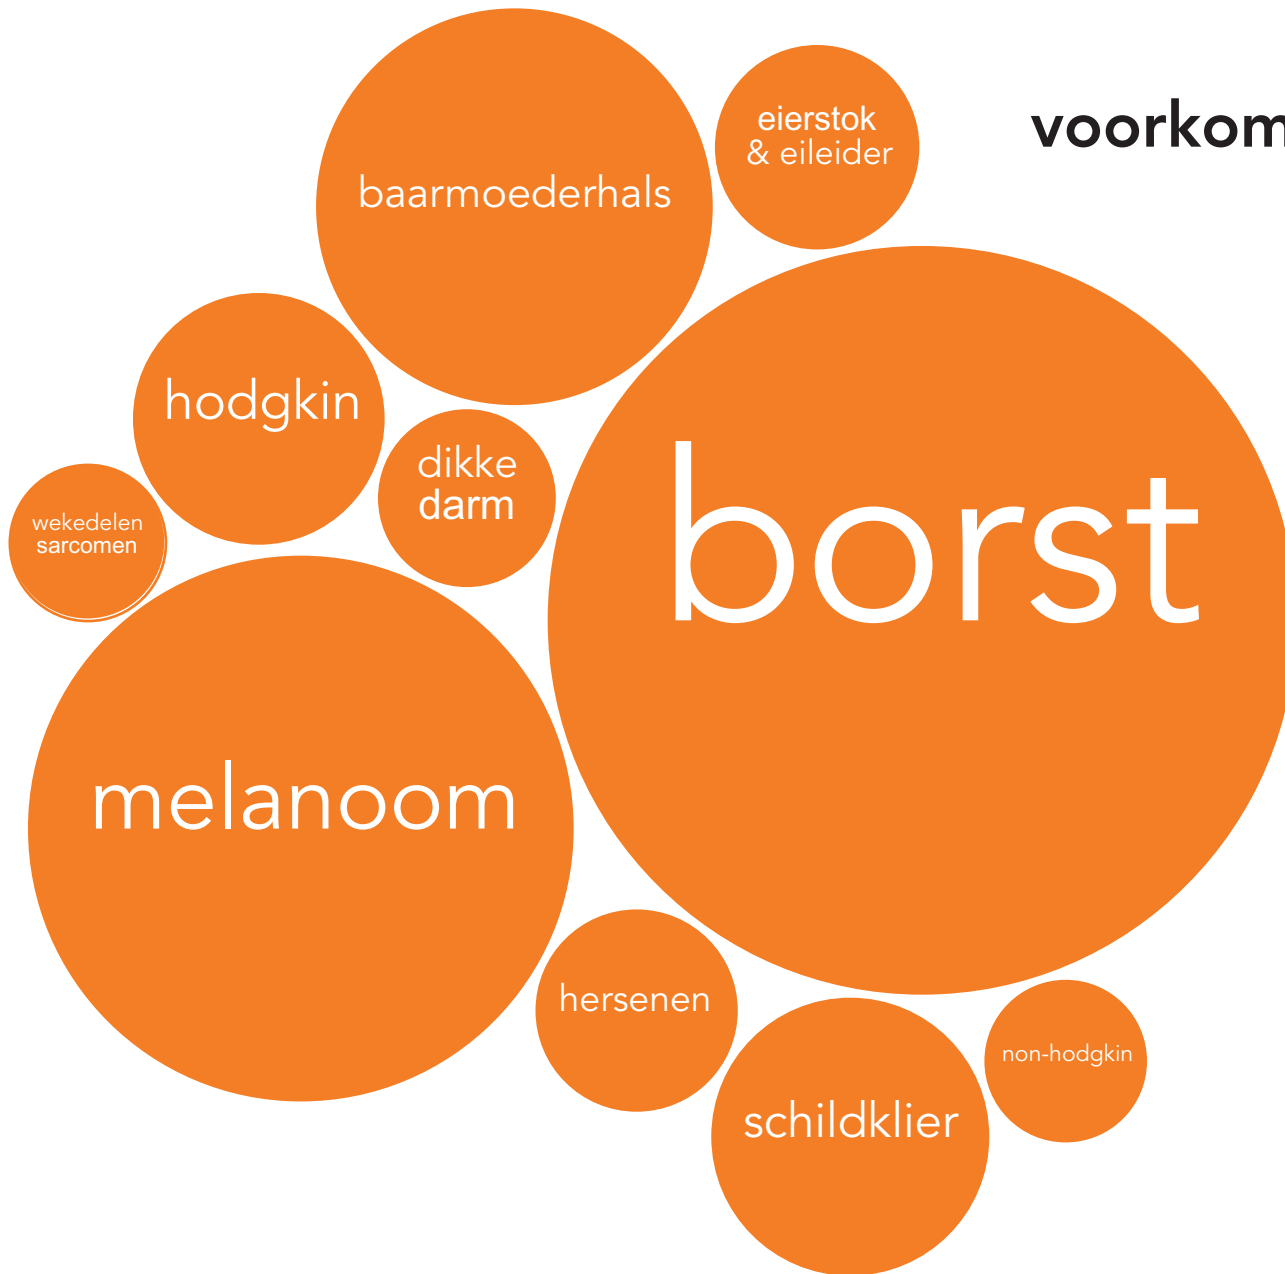 voorkom
eierstok
& eileider
baarmoederhals
hodgkin
dikke
darm
borst
wekedelen
sarcomen
melanoom
hersenen
non-hodgkin
schildklier